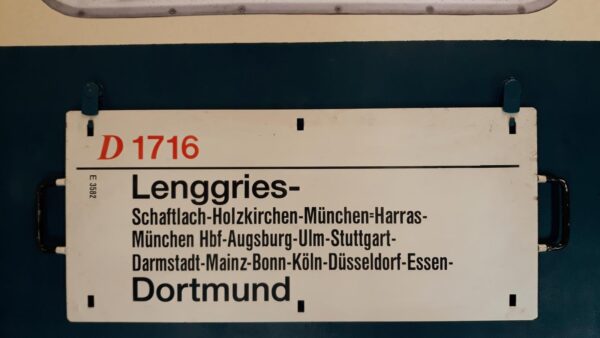 D 1716
E 3582
Lenggries-
Schaftlach-Holzkirchen-München=Harras-
München Hbf-Augsburg-Ulm-Stuttgart-
Darmstadt-Mainz-Bonn-Köln-Düsseldorf-Essen-
Dortmund